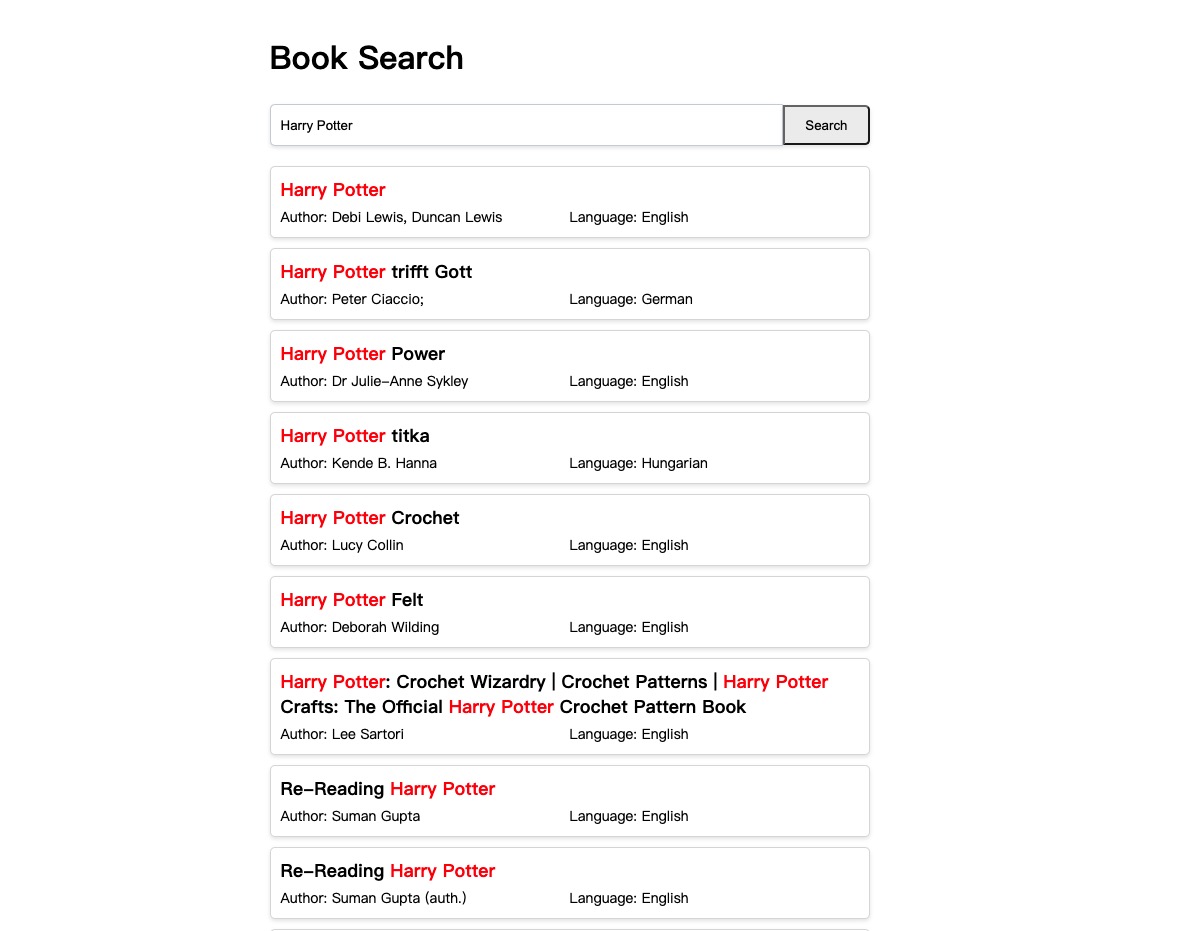 Book Search
Harry Potter
Search
Harry Potter
Author: Debi Lewis, Duncan Lewis Language: English
Harry Potter trifft Gott
Author: Peter Ciaccio; Language: German
Harry Potter Power
Author: Dr Julie-Anne Sykley Language: English
Harry Potter titka
Author: Kende B. Hanna Language: Hungarian
Harry Potter Crochet
Author: Lucy Collin Language: English
Harry Potter Felt
Author: Deborah Wilding Language: English
Harry Potter: Crochet Wizardry | Crochet Patterns | Harry Potter
Crafts: The Official Harry Potter Crochet Pattern Book
Author: Lee Sartori Language: English
Re-Reading Harry Potter
Author: Suman Gupta Language: English
Re-Reading Harry Potter
Author: Suman Gupta (auth.) Language: English